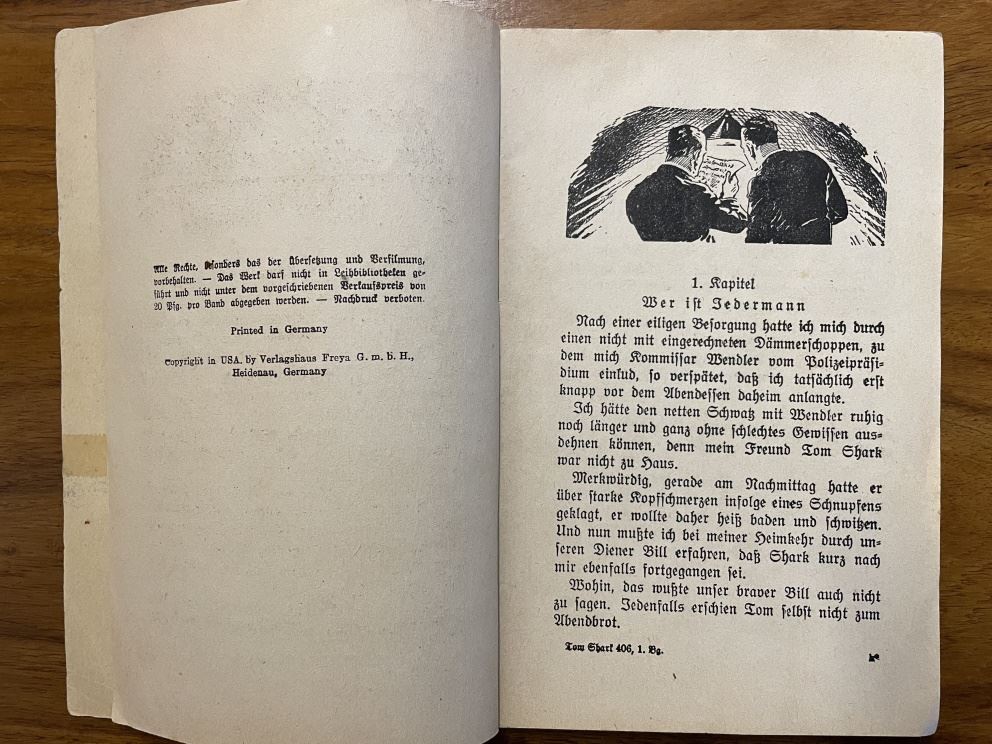 Alle Rechte, besonders das der Übersetzung und Verfilmung,
vorbehalten. — Das Werk darf nicht in Leihbibliotheken ge-
führt und nicht unter dem vorgeschriebenen Verkaufspreis von
20 Pfg. pro Band abgegeben werden. — Nachdruck verboten.
Printed in Germany
Copyright in USA. by Verlagshaus Freya G. m. b. H.,
Heidenau, Germany
1. Kapitel
Wer ist Jedermann
Nach einer eiligen Besorgung hatte ich mich durch
einen nicht mit eingerechneten Dämmerschoppen, zu
dem mich Kommissar Wendler vom Polizeipräsi-
dium einlud, so verspätet, daß ich tatsächlich erst
knapp vor dem Abendessen daheim anlangte.
Ich hätte den netten Schwatz mit Wendler ruhig
noch länger und ganz ohne schlechtes Gewissen aus-
dehnen können, denn mein Freund Tom Shark
war nicht zu Haus.
Merkwürdig, gerade am Nachmittag hatte er
über starke Kopfschmerzen infolge eines Schnupfens
geklagt, er wollte daher heiß baden und schwitzen.
Und nun mußte ich bei meiner Heimkehr durch un-
seren Diener Bill erfahren, daß Shark kurz nach
mir ebenfalls fortgegangen sei.
Wohin, das wußte unser braver Bill auch nicht
zu sagen. Jedenfalls erschien Tom selbst nicht zum
Abendbrot.
Tom Shark 406, 1. Bg.